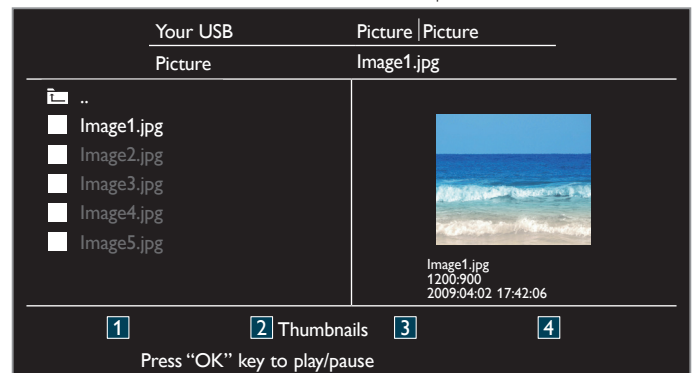 Your USB Picture Picture
Picture Image1.jpg
..
Image1.jpg
Image2.jpg
Image3.jpg
Image4.jpg
Image5.jpg
Image1.jpg
1200:900
2009:04:02 17:42:06
1 2 Thumbnails 3 4
Press “OK” key to play/pause